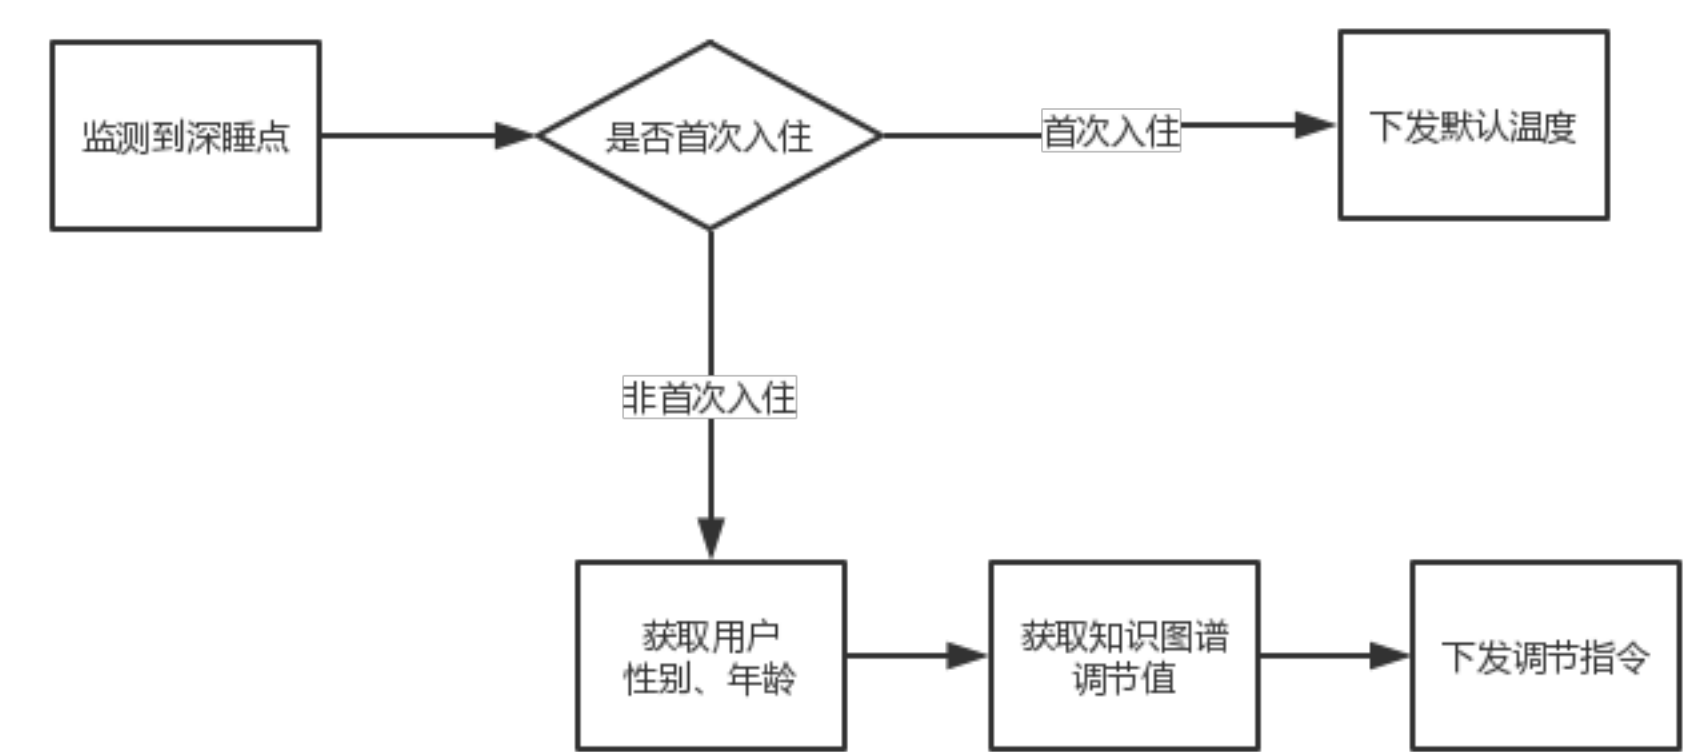 监测到深睡点
是否首次入住
首次入住
下发默认温度
非首次入住
获取用户
性别、年龄
获取知识图谱
调节值
下发调节指令